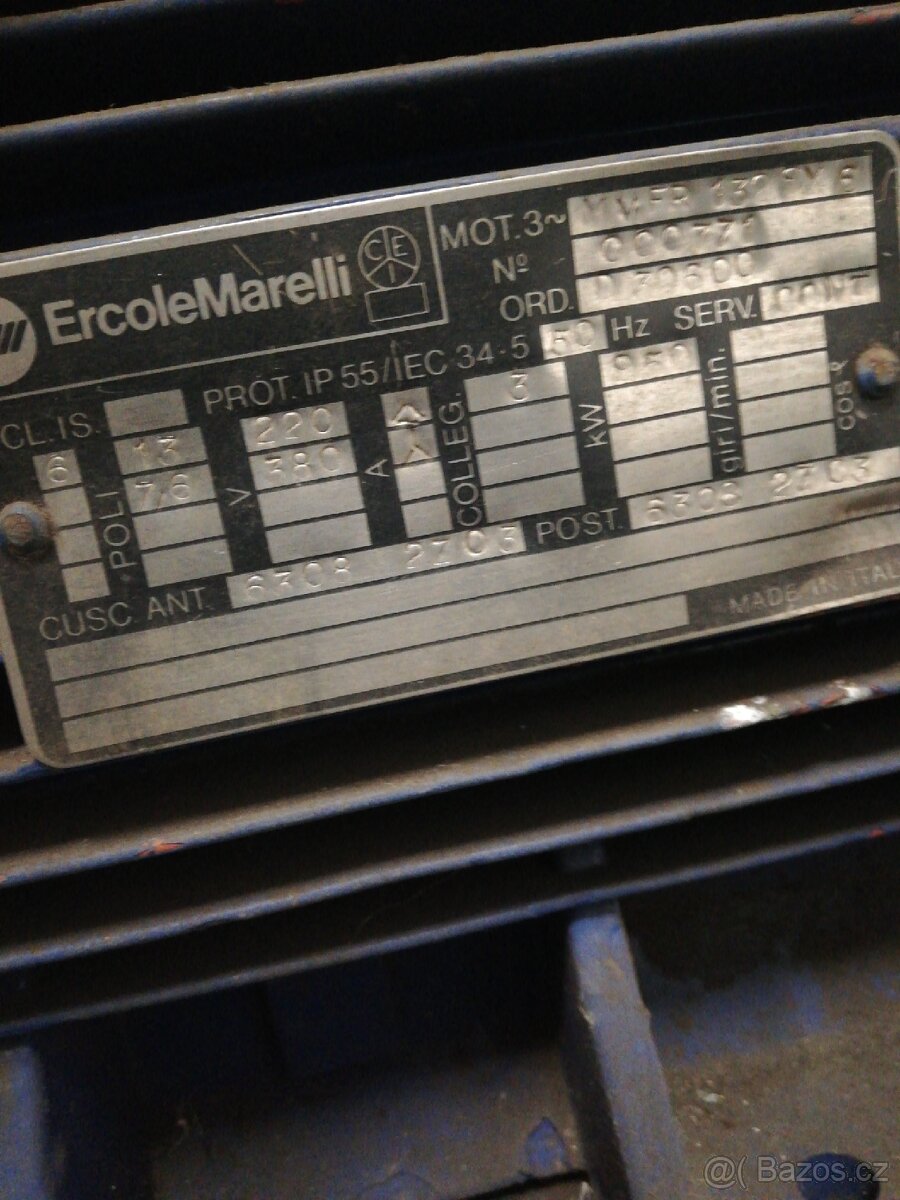 ErcoleMarelli CEI MOT. 3~
Nº 000771
ORD.
CL. IS. PROT. IP 55/IEC 34-5 50 Hz SERV. CONT
6 POLI 13 V 220 A COLLEG. 3 kW 950 giri/min. cos φ
7/6 380
CUSC ANT. 6308 2Z C3 POST. 6308 2Z C3
MADE IN ITAL
@( Bazos.cz